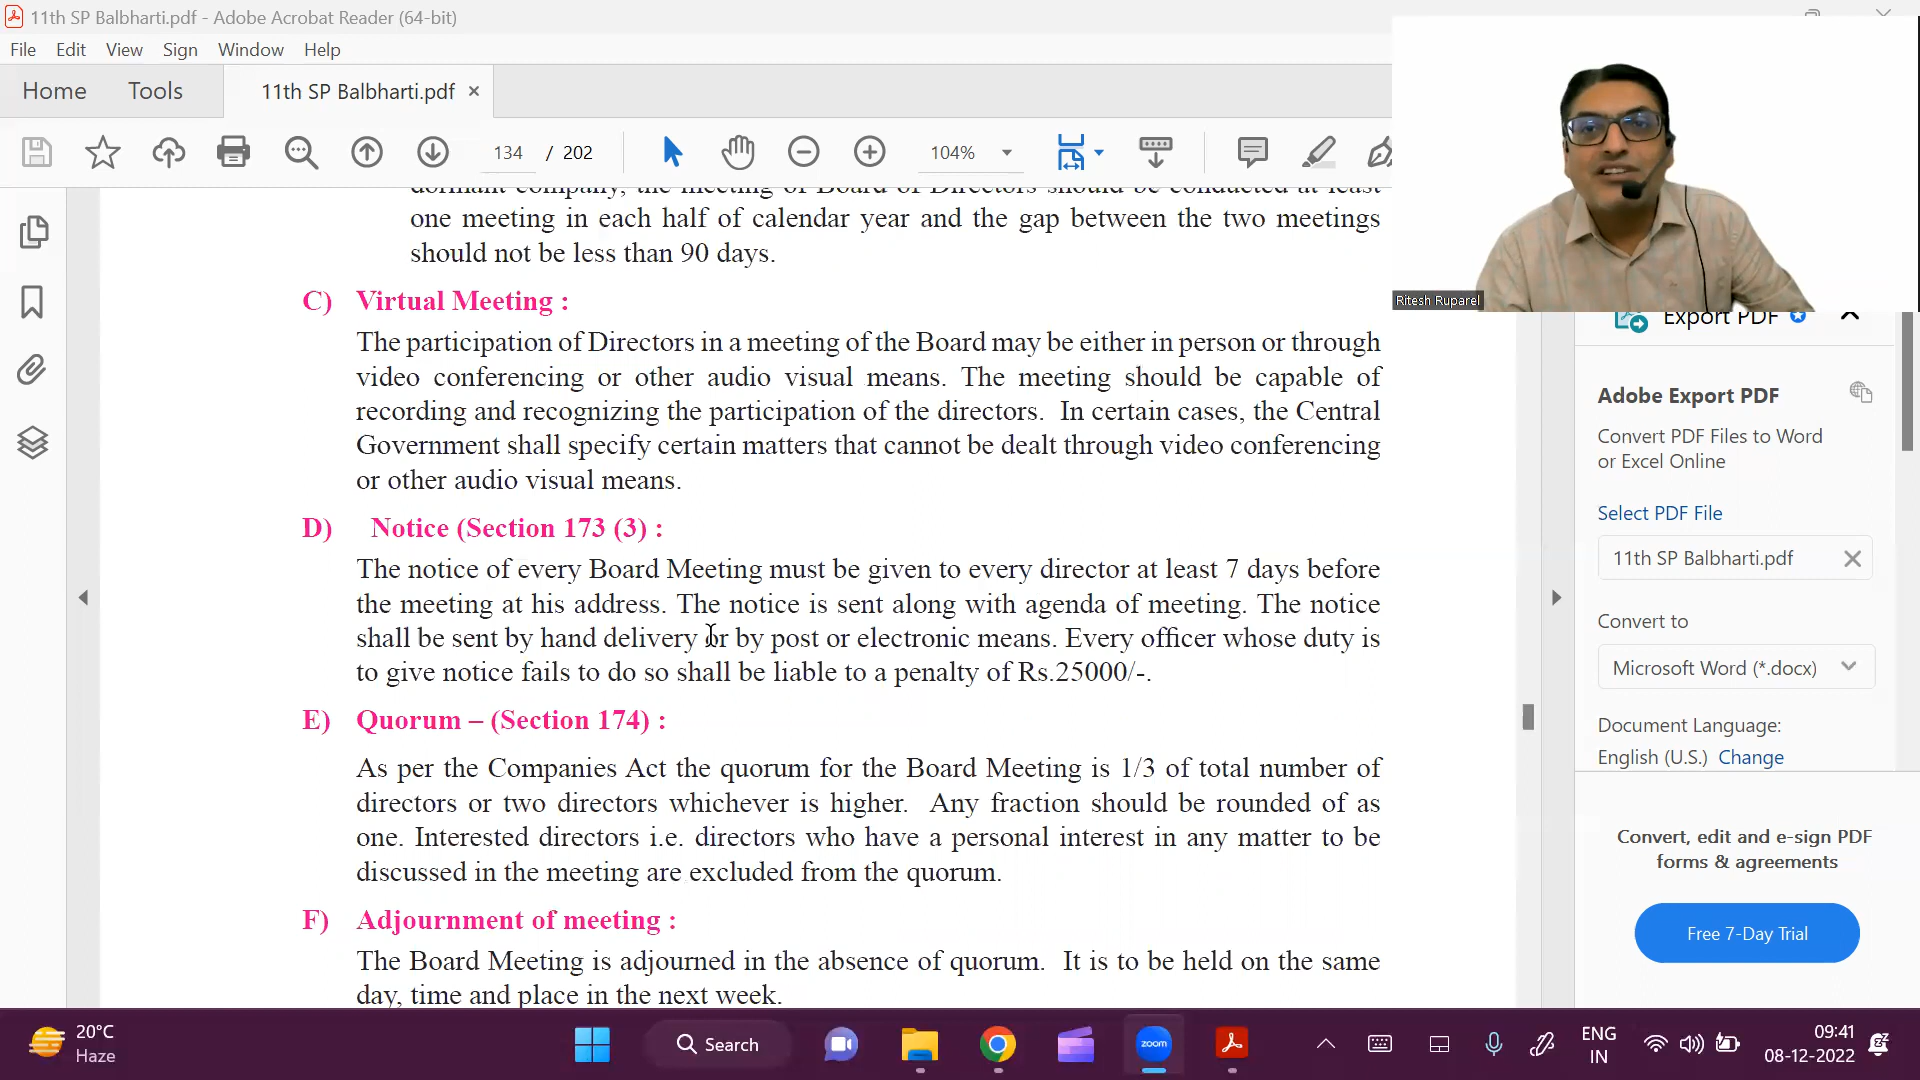 11th SP Balbharti.pdf - Adobe Acrobat Reader (64-bit)
File Edit View Sign Window Help
Home Tools 11th SP Balbharti.pdf ×
134 / 202 104%
dormant company, the meeting of Board of Directors should be conducted at least
one meeting in each half of calendar year and the gap between the two meetings
should not be less than 90 days.
C) Virtual Meeting :
The participation of Directors in a meeting of the Board may be either in person or through
video conferencing or other audio visual means. The meeting should be capable of
recording and recognizing the participation of the directors. In certain cases, the Central
Government shall specify certain matters that cannot be dealt through video conferencing
or other audio visual means.
D) Notice (Section 173 (3) :
The notice of every Board Meeting must be given to every director at least 7 days before
the meeting at his address. The notice is sent along with agenda of meeting. The notice
shall be sent by hand delivery or by post or electronic means. Every officer whose duty is
to give notice fails to do so shall be liable to a penalty of Rs.25000/-.
E) Quorum – (Section 174) :
As per the Companies Act the quorum for the Board Meeting is 1/3 of total number of
directors or two directors whichever is higher. Any fraction should be rounded of as
one. Interested directors i.e. directors who have a personal interest in any matter to be
discussed in the meeting are excluded from the quorum.
F) Adjournment of meeting :
The Board Meeting is adjourned in the absence of quorum. It is to be held on the same
day, time and place in the next week.
Ritesh Ruparel
Export PDF
Adobe Export PDF
Convert PDF Files to Word
or Excel Online
Select PDF File
11th SP Balbharti.pdf
Convert to
Microsoft Word (*.docx)
Document Language:
English (U.S.) Change
Convert, edit and e-sign PDF
forms & agreements
Free 7-Day Trial
20°C
Haze
Search
zoom
ENG
IN
09:41
08-12-2022